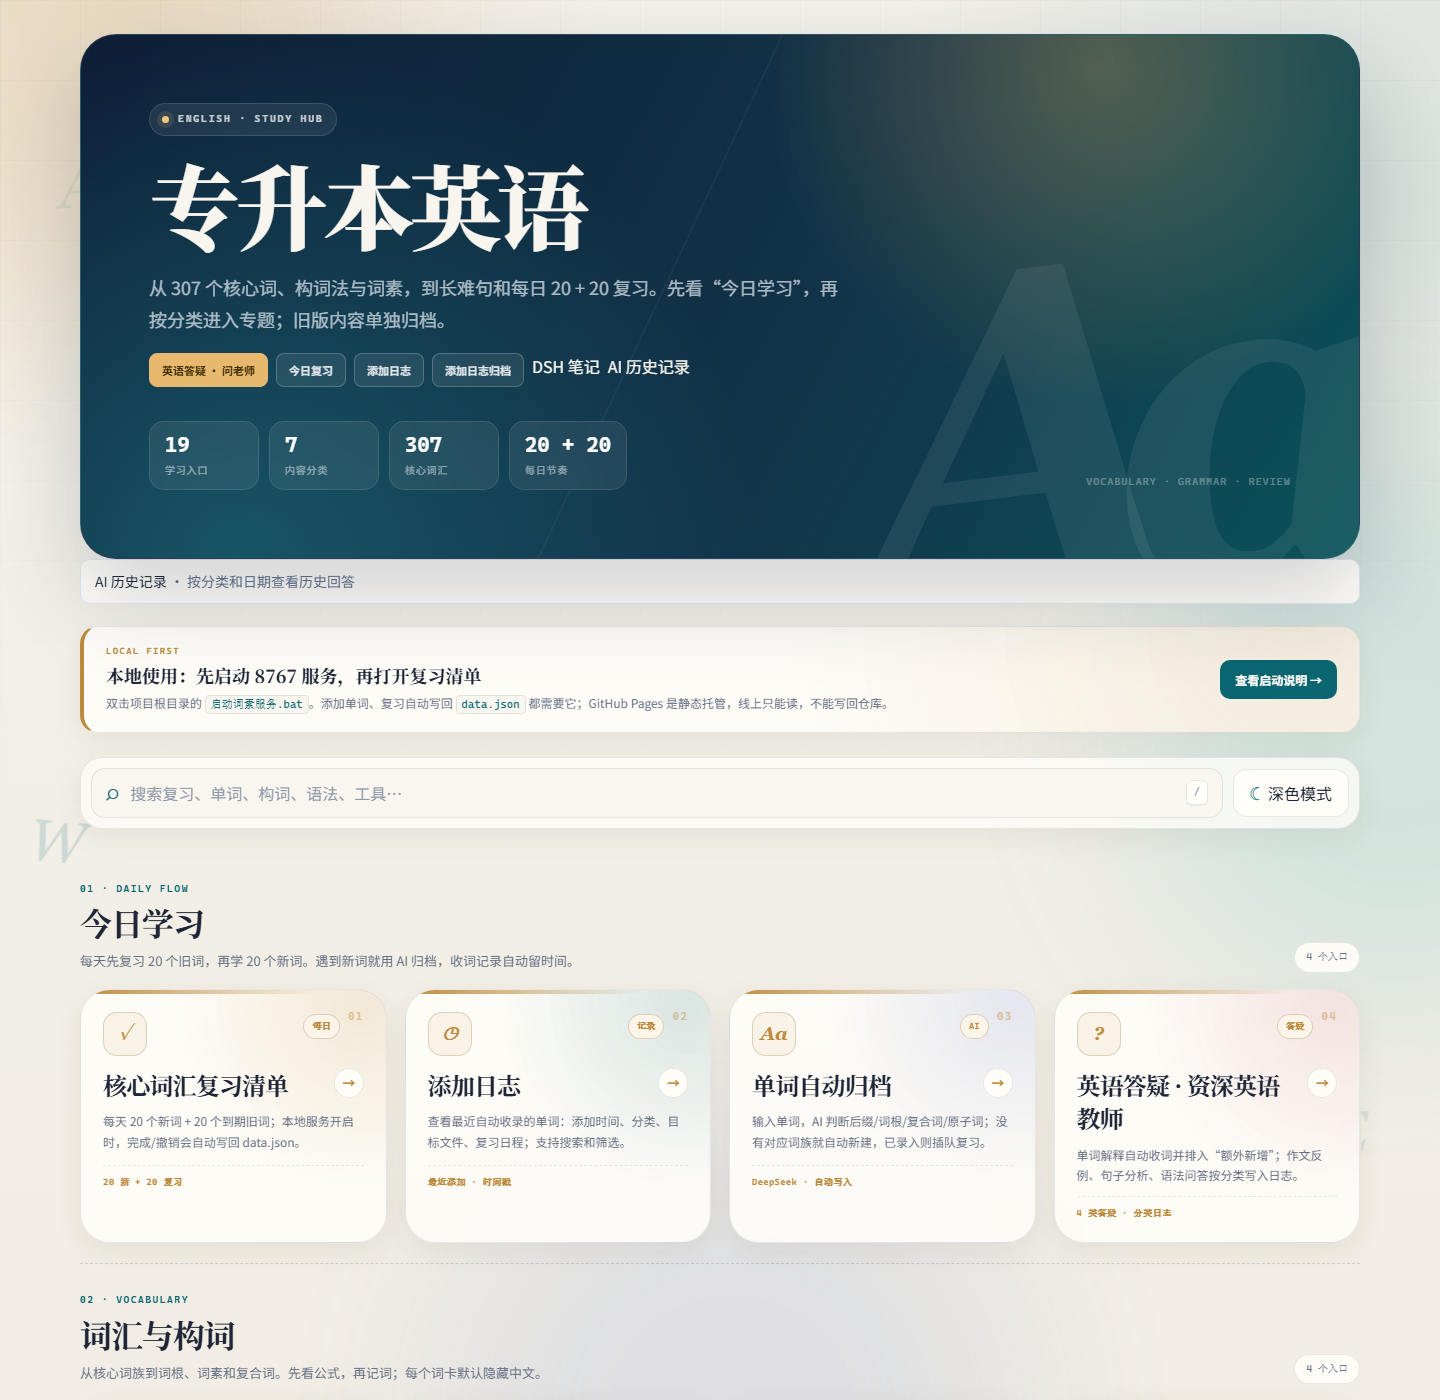 ENGLISH · STUDY HUB
专升本英语
从 307 个核心词、构词法与词素，到长难句和每日 20 + 20 复习。先看“今日学习”，再
按分类进入专题；旧版内容单独归档。
英语答疑 · 问老师 今日复习 添加日志 添加日志归档 DSH 笔记 AI 历史记录
19 7 307 20 + 20
学习入口 内容分类 核心词汇 每日节奏
Aa
VOCABULARY · GRAMMAR · REVIEW
AI 历史记录 · 按分类和日期查看历史回答
LOCAL FIRST
本地使用：先启动 8767 服务，再打开复习清单
双击项目根目录的 启动词素服务.bat。添加单词、复习自动写回 data.json 都需要它；GitHub Pages 是静态托管，线上只能读，不能写回仓库。
查看启动说明 →
搜索复习、单词、构词、语法、工具…
/
☾ 深色模式
W
01 · DAILY FLOW
今日学习
每天先复习 20 个旧词，再学 20 个新词。遇到新词就用 AI 归档，收词记录自动留时间。
4 个入口
√ 每日 01
核心词汇复习清单 →
每天 20 个新词 + 20 个到期旧词；本地服务开启
时，完成/撤销会自动写回 data.json。
20 新 + 20 复习
◷ 记录 02
添加日志 →
查看最近自动收录的单词：添加时间、分类、目
标文件、复习日程；支持搜索和筛选。
最近添加 · 时间戳
Aa AI 03
单词自动归档 →
输入单词，AI 判断后缀/词根/复合词/原子词；没
有对应词族就自动新建，已录入则插队复习。
DeepSeek · 自动写入
? 答疑 04
英语答疑 · 资深英语
教师 →
单词解释自动收词并排入“额外新增”；作文反
例、句子分析、语法问答按分类写入日志。
4 类答疑 · 分类日志
02 · VOCABULARY
词汇与构词
从核心词族到词根、词素和复合词。先看公式，再记词；每个词卡默认隐藏中文。
4 个入口